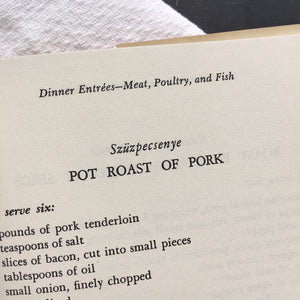 Dinner Entrées—Meat, Poultry, and Fish
Szüzpecsenye
POT ROAST OF PORK
serve six:
pounds of pork tenderloin
teaspoons of salt
slices of bacon, cut into small pieces
tablespoons of oil
small onion, finely chopped